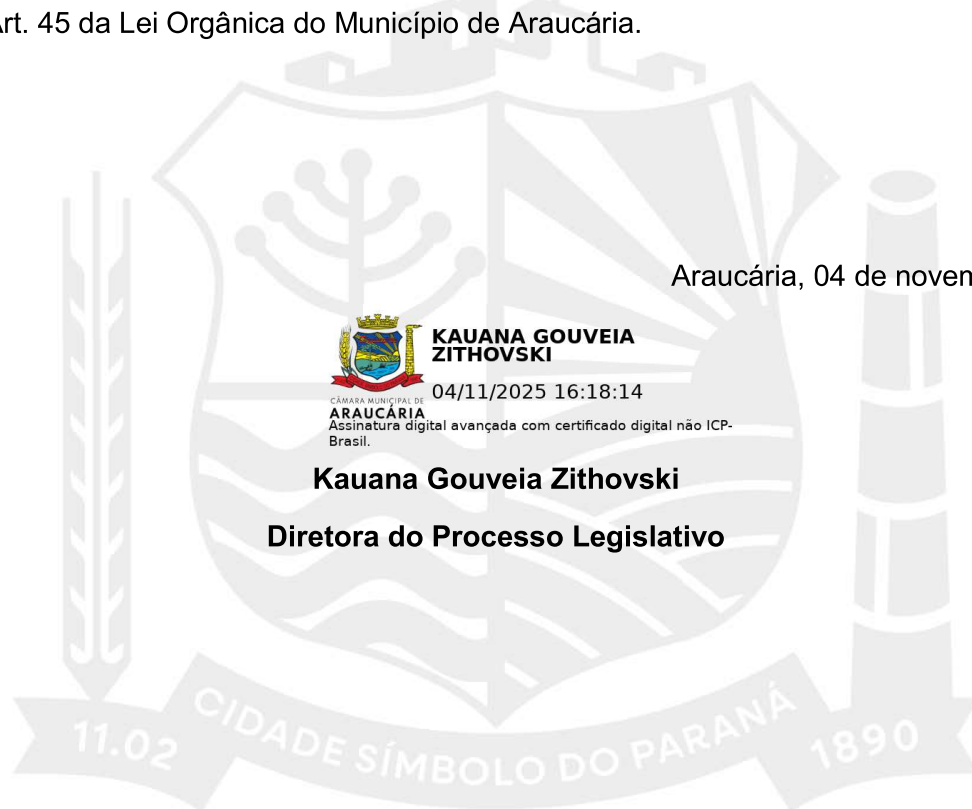 rt. 45 da Lei Orgânica do Município de Araucária.
Araucária, 04 de novem
KAUANA GOUVEIA
ZITHOVSKI
04/11/2025 16:18:14
CÂMARA MUNICIPAL DE
ARAUCÁRIA
Assinatura digital avançada com certificado digital não ICP-
Brasil.
Kauana Gouveia Zithovski
Diretora do Processo Legislativo
11.02 CIDADE SÍMBOLO DO PARANÁ 1890